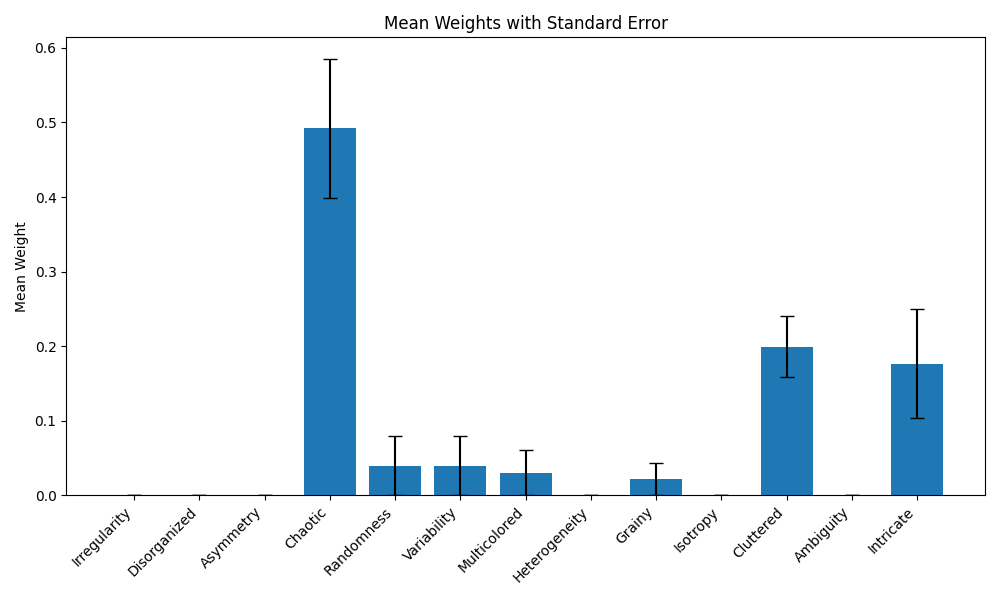 Mean Weights with Standard Error
Mean Weight
0.6
0.5
0.4
0.3
0.2
0.1
0.0
Irregularity
Disorganized
Asymmetry
Chaotic
Randomness
Variability
Multicolored
Heterogeneity
Grainy
Isotropy
Cluttered
Ambiguity
Intricate